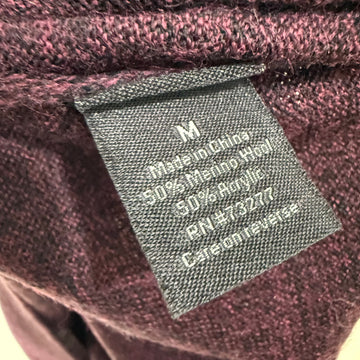 M
Made in China
50% Merino Wool
50% Acrylic
RN #73277
Care on reverse